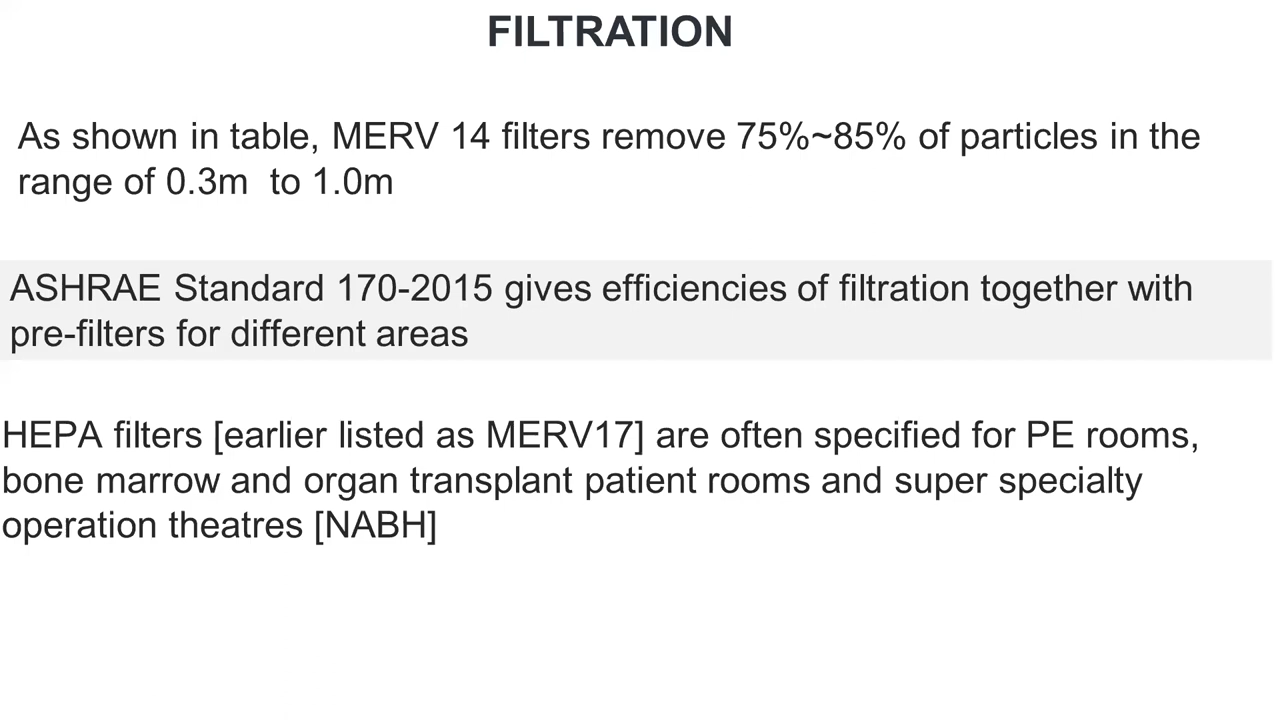 FILTRATION
As shown in table, MERV 14 filters remove 75%~85% of particles in the
range of 0.3m to 1.0m
ASHRAE Standard 170-2015 gives efficiencies of filtration together with
pre-filters for different areas
HEPA filters [earlier listed as MERV17] are often specified for PE rooms,
bone marrow and organ transplant patient rooms and super specialty
operation theatres [NABH]